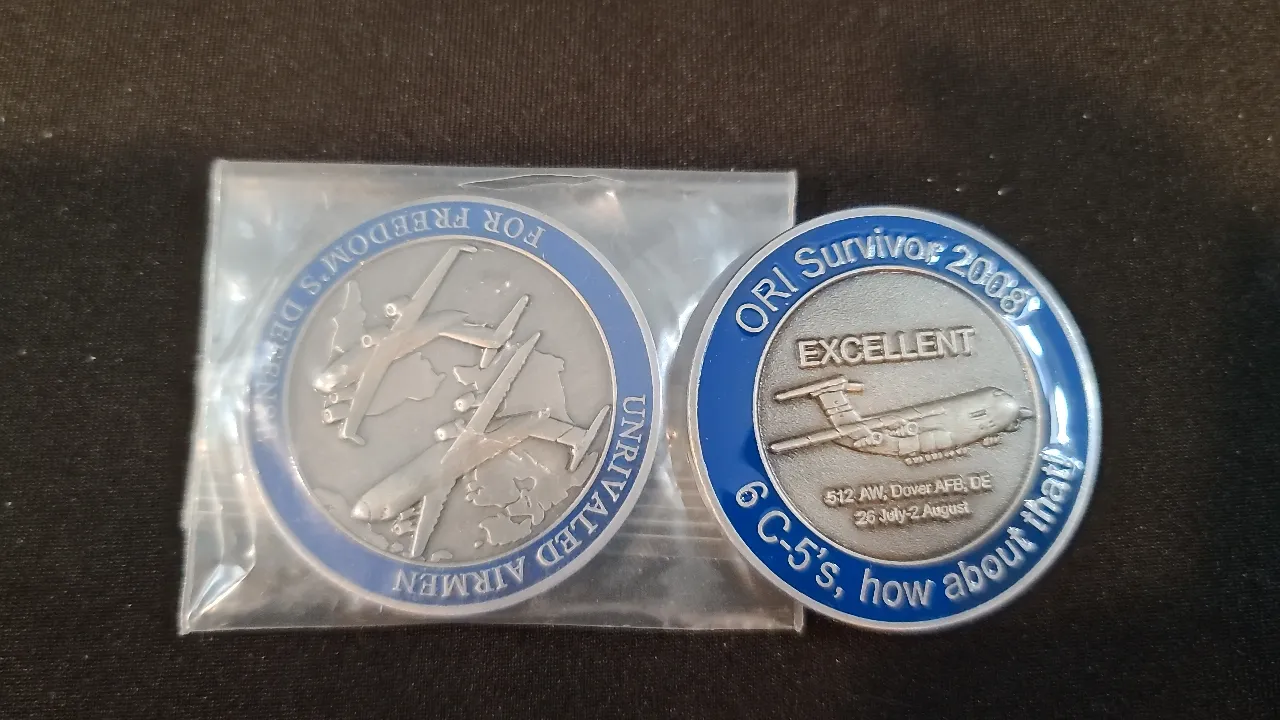 UNRIVALED AIRMEN
FOR FREEDOM'S DEFENSE
ORI Survivor 2008
EXCELLENT
512 AW, Dover AFB, DE
26 July-2 August
6 C-5's, how about that!